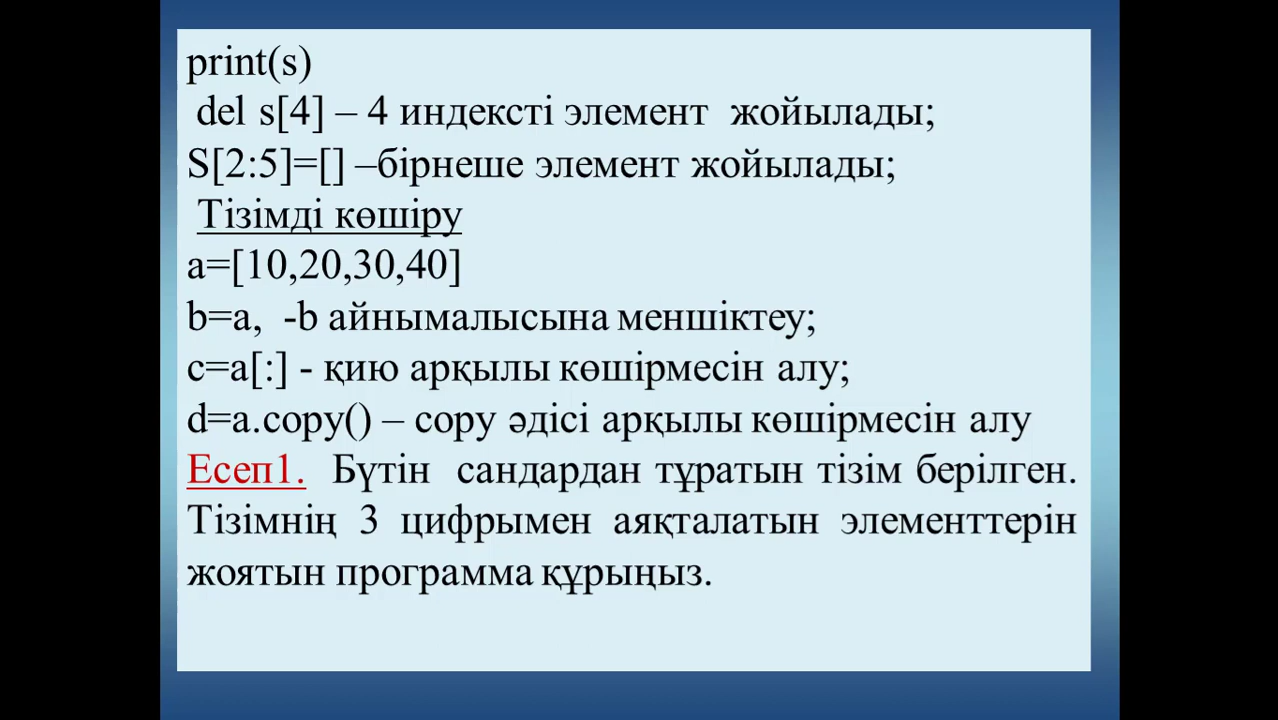 print(s)
del s[4] – 4 индексті элемент жойылады;
S[2:5]=[] –бірнеше элемент жойылады;
Тізімді көшіру
a=[10,20,30,40]
b=a, -b айнымалысына меншіктеу;
c=a[:] - қию арқылы көшірмесін алу;
d=a.copy() – copy әдісі арқылы көшірмесін алу
Есеп1. Бүтін сандардан тұратын тізім берілген.
Тізімнің 3 цифрымен аяқталатын элементтерін
жоятын программа құрыңыз.